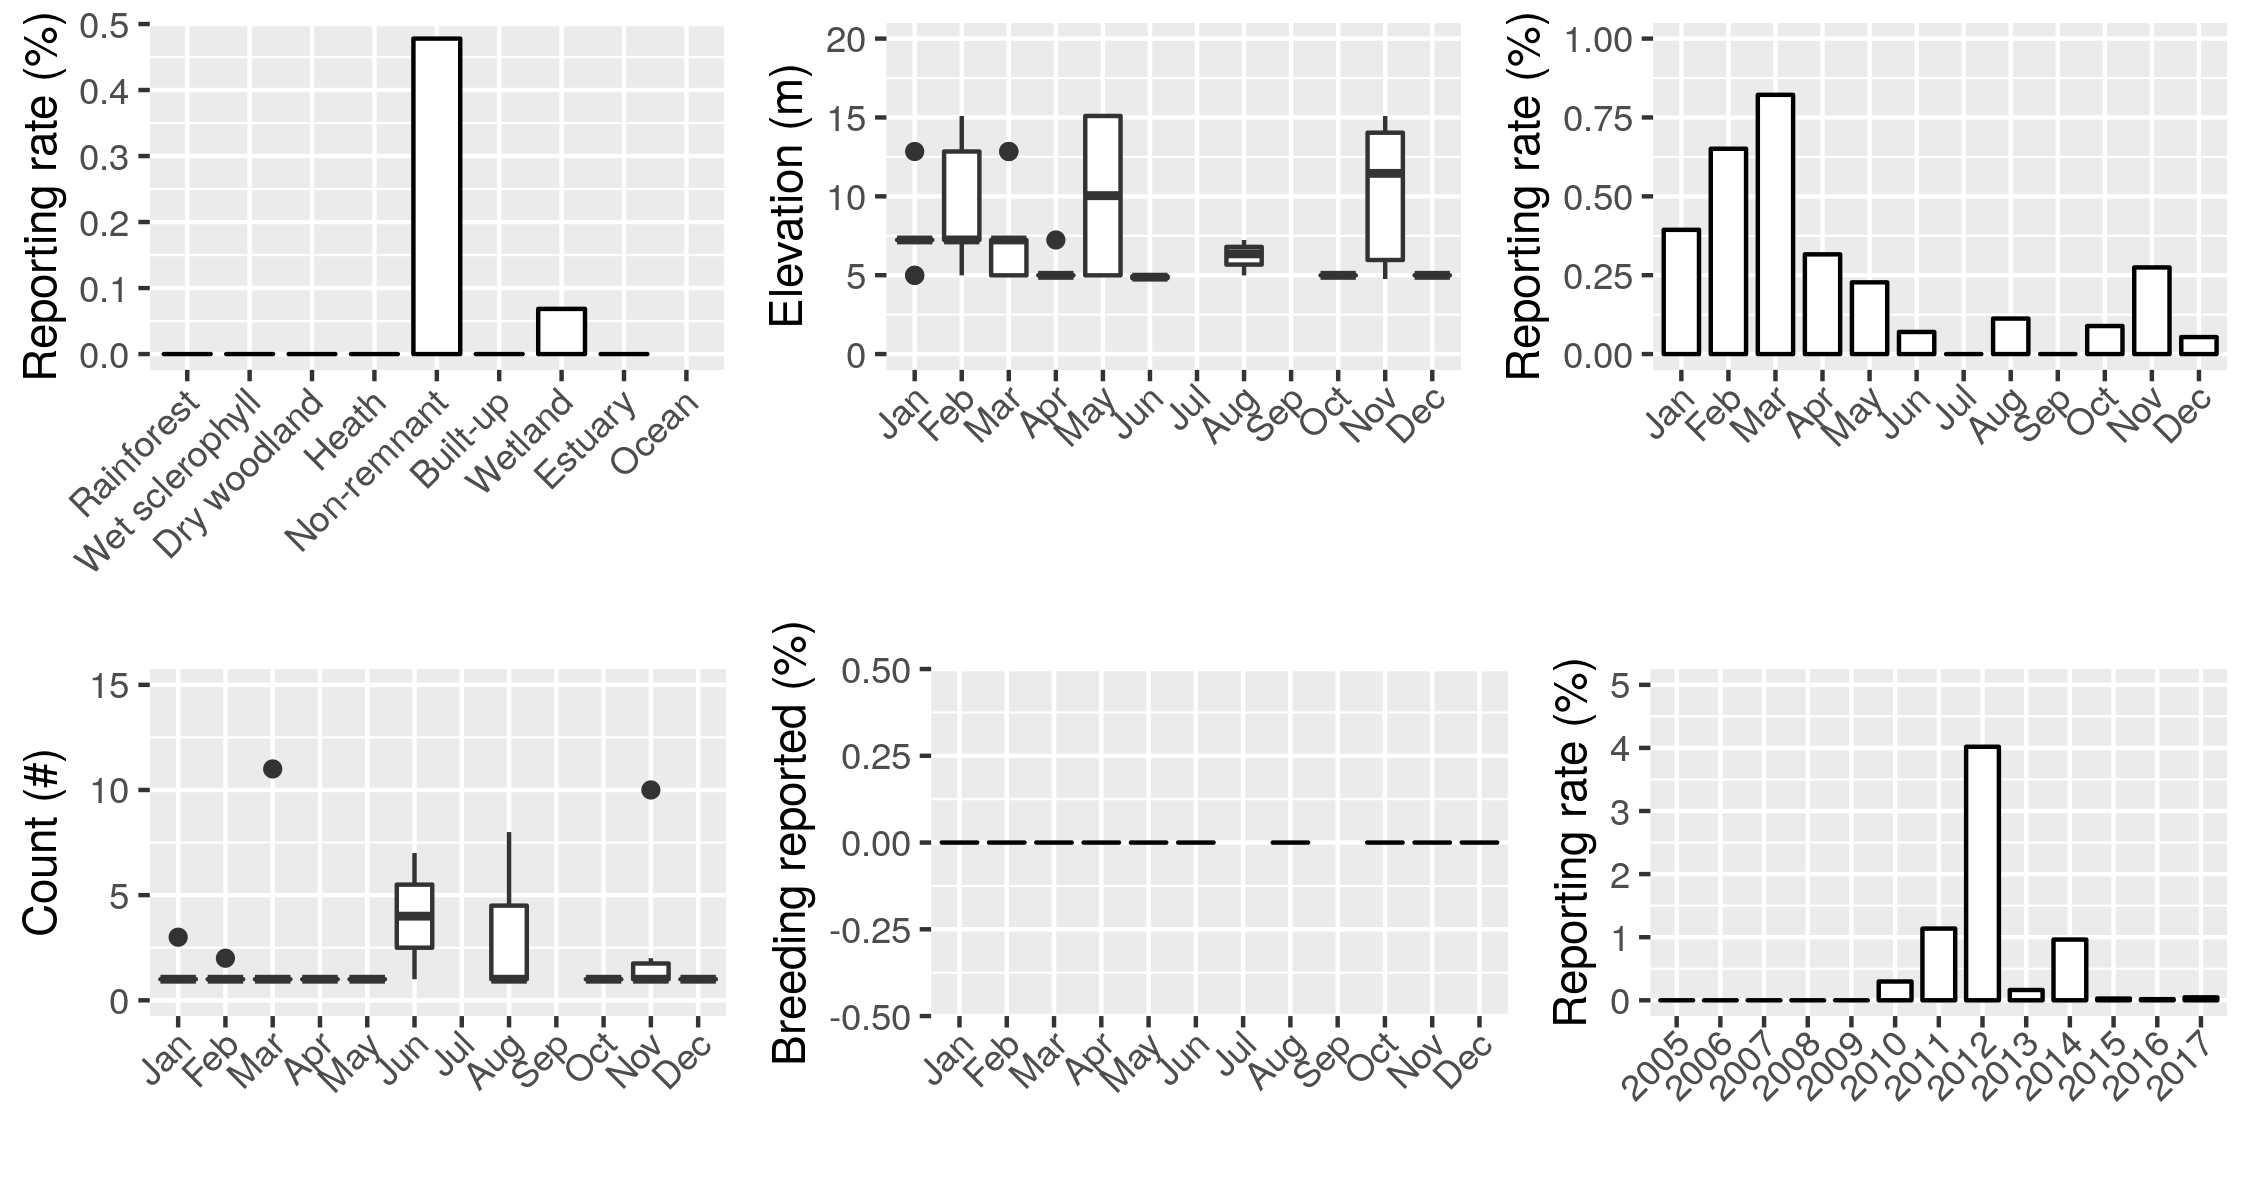 Reporting rate (%)
0.5
0.4
0.3
0.2
0.1
0.0
Rainforest
Wet sclerophyll
Dry woodland
Heath
Non-remnant
Built-up
Wetland
Estuary
Ocean
Elevation (m)
20
15
10
5
0
Jan
Feb
Mar
Apr
May
Jun
Jul
Aug
Sep
Oct
Nov
Dec
Reporting rate (%)
1.00
0.75
0.50
0.25
0.00
Jan
Feb
Mar
Apr
May
Jun
Jul
Aug
Sep
Oct
Nov
Dec
Count (#)
15
10
5
0
Jan
Feb
Mar
Apr
May
Jun
Jul
Aug
Sep
Oct
Nov
Dec
Breeding reported (%)
0.50
0.25
0.00
-0.25
-0.50
Jan
Feb
Mar
Apr
May
Jun
Jul
Aug
Sep
Oct
Nov
Dec
Reporting rate (%)
5
4
3
2
1
0
2005
2006
2007
2008
2009
2010
2011
2012
2013
2014
2015
2016
2017